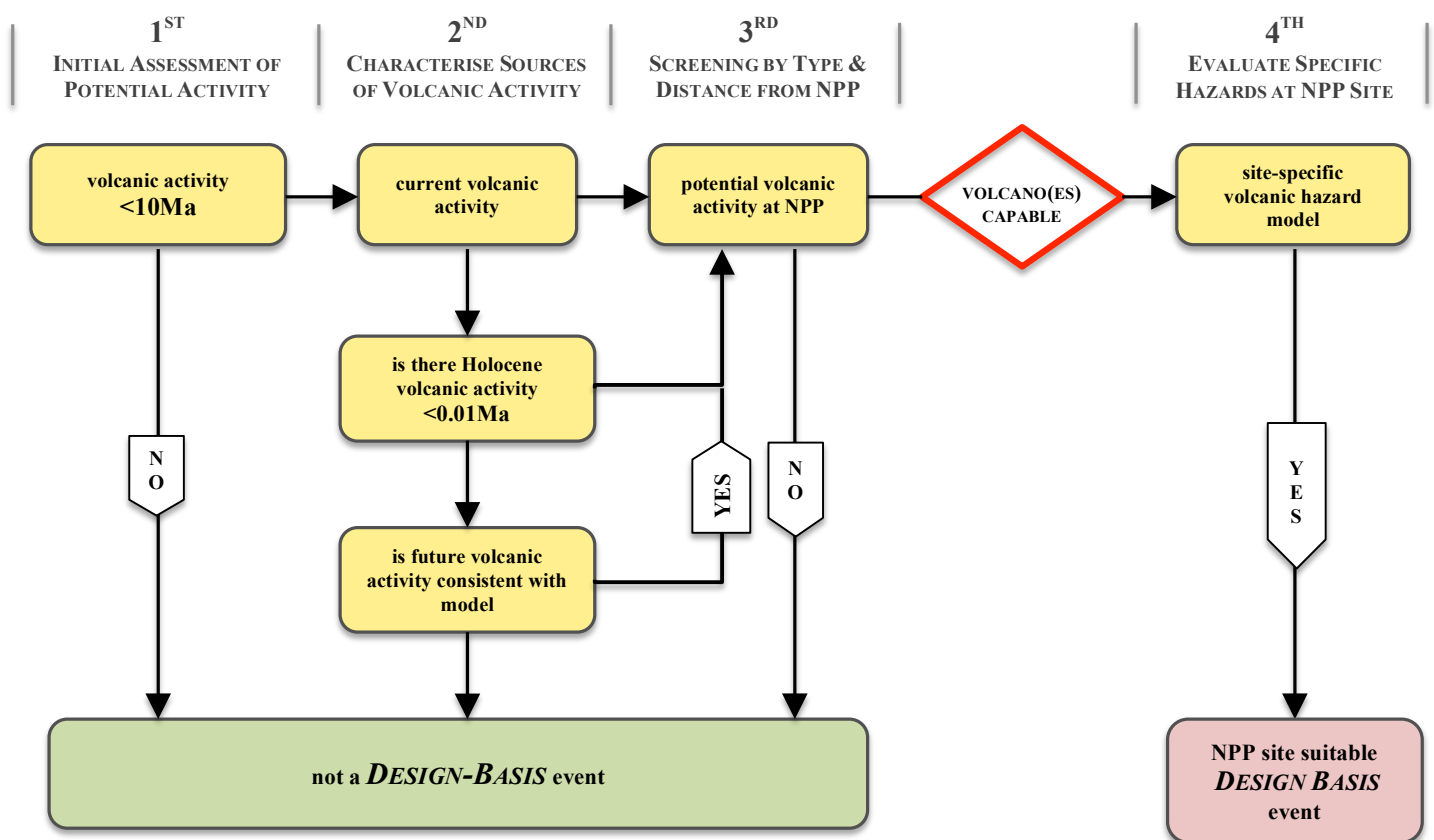 1ST
INITIAL ASSESSMENT OF
POTENTIAL ACTIVITY
2ND
CHARACTERISE SOURCES
OF VOLCANIC ACTIVITY
3RD
SCREENING BY TYPE &
DISTANCE FROM NPP
4TH
EVALUATE SPECIFIC
HAZARDS AT NPP SITE
volcanic activity
<10Ma
current volcanic
activity
potential volcanic
activity at NPP
VOLCANO(ES)
CAPABLE
site-specific
volcanic hazard
model
is there Holocene
volcanic activity
<0.01Ma
NO
YES
NO
YES
is future volcanic
activity consistent with
model
not a DESIGN-BASIS event
NPP site suitable
DESIGN BASIS
event